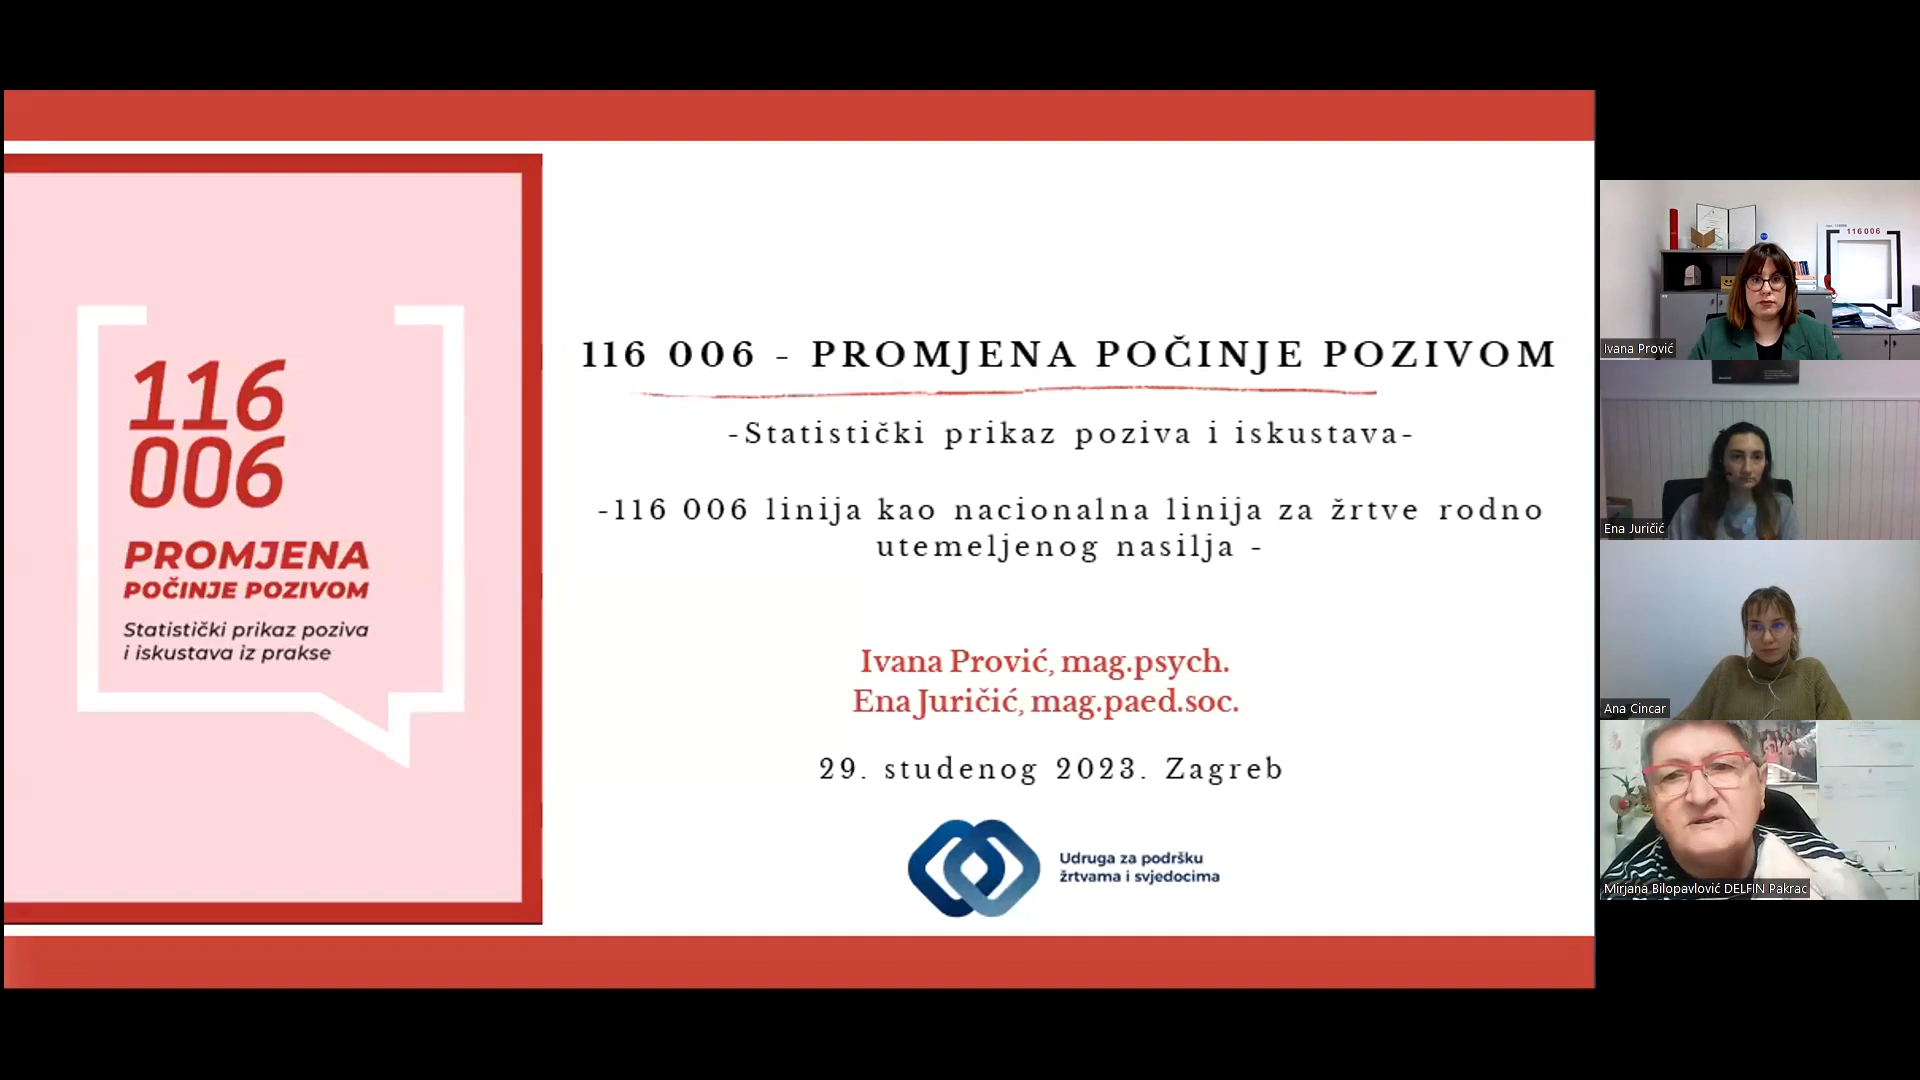 116
006
PROMJENA
POČINJE POZIVOM
Statistički prikaz poziva
i iskustava iz prakse
116 006 - PROMJENA POČINJE POZIVOM
-Statistički prikaz poziva i iskustava-
-116 006 linija kao nacionalna linija za žrtve rodno
utemeljenog nasilja -
Ivana Prović, mag.psych.
Ena Juričić, mag.paed.soc.
29. studenog 2023. Zagreb
Udruga za podršku
žrtvama i svjedocima
116 006
Ivana Prović
Ena Juričić
Ana Cincar
Mirjana Bilopavlović DELFIN Pakrac